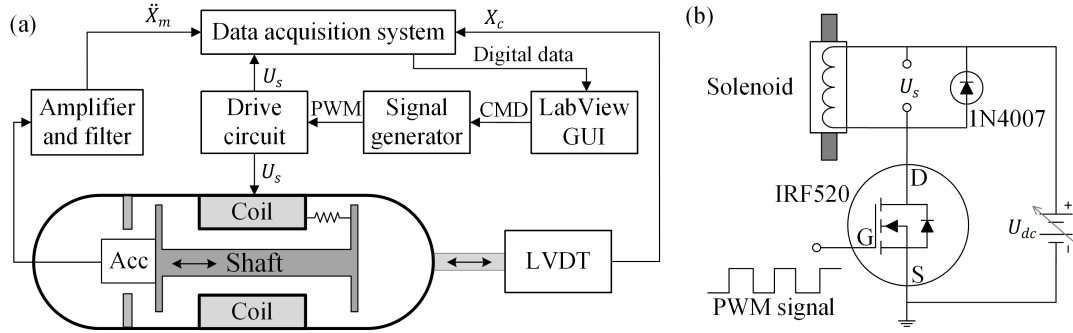 (a)
Ẍm
Data acquisition system
Xc
Us
Digital data
Amplifier
and filter
Drive
circuit
PWM
Signal
generator
CMD
LabView
GUI
Us
Coil
Acc
Shaft
LVDT
Coil
(b)
Solenoid
Us
1N4007
IRF520
D
G
S
Udc
+
PWM signal